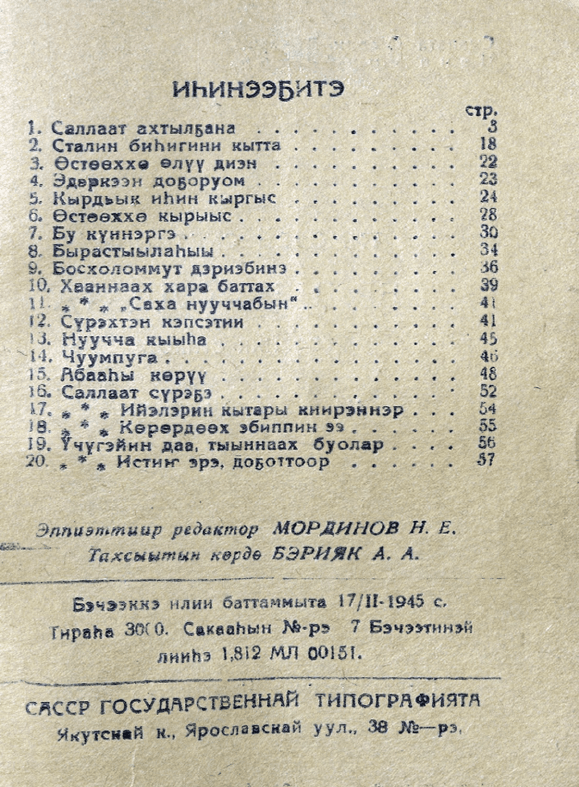 ИҺИНЭЭҔИТЭ
стр.
1. Саллаат ахтылҕана . . . . . . . . . . . . 3
2. Сталин биһигини кытта . . . . . . . . . 18
3. Өстөөххө өлүү диэн . . . . . . . . . . . 22
4. Эдэркээн доҕоруом . . . . . . . . . . . 23
5. Кырдьык иһин кыргыс . . . . . . . . . . 24
6. Өстөөххө кырыыс . . . . . . . . . . . . 28
7. Бу күннэргэ . . . . . . . . . . . . . . 30
8. Бырастыылаһыы . . . . . . . . . . . . . 34
9. Босхоломмут дэриэбинэ . . . . . . . . . 36
10. Хааннаах хара баттах . . . . . . . . . 39
11. * * * „Саха нууччабын“ . . . . . . . . 41
12. Сүрэхтэн кэпсэтии . . . . . . . . . . . 41
13. Нуучча кыыһа . . . . . . . . . . . . . 45
14. Чуумпуга . . . . . . . . . . . . . . . 46
15. Абааһы көрүү . . . . . . . . . . . . . 48
16. Саллаат сүрэҕэ . . . . . . . . . . . . 52
17. * * * Ийэлэрин кытары киирэннэр . . . 54
18. * * * Көрөрдөөх эбиппин ээ . . . . . . 55
19. Үчүгэйин даа, тыыннаах буолар . . . . 56
20. * * * Истиҥ эрэ, доҕоттоор . . . . . . 57
Эппиэттиир редактор МОРДИНОВ Н. Е.
Тахсыытын көрдө БЭРИЯК А. А.
Бэчээккэ илии баттаммыта 17/II-1945 с.
Тираһа 3000. Сакааһын №-рэ 7 Бэчээтинэй
лииһэ 1,812 МЛ 00151.
САССР ГОСУДАРСТВЕННАЙ ТИПОГРАФИЯТА
Якутскай к., Ярославскай уул., 38 №—рэ.